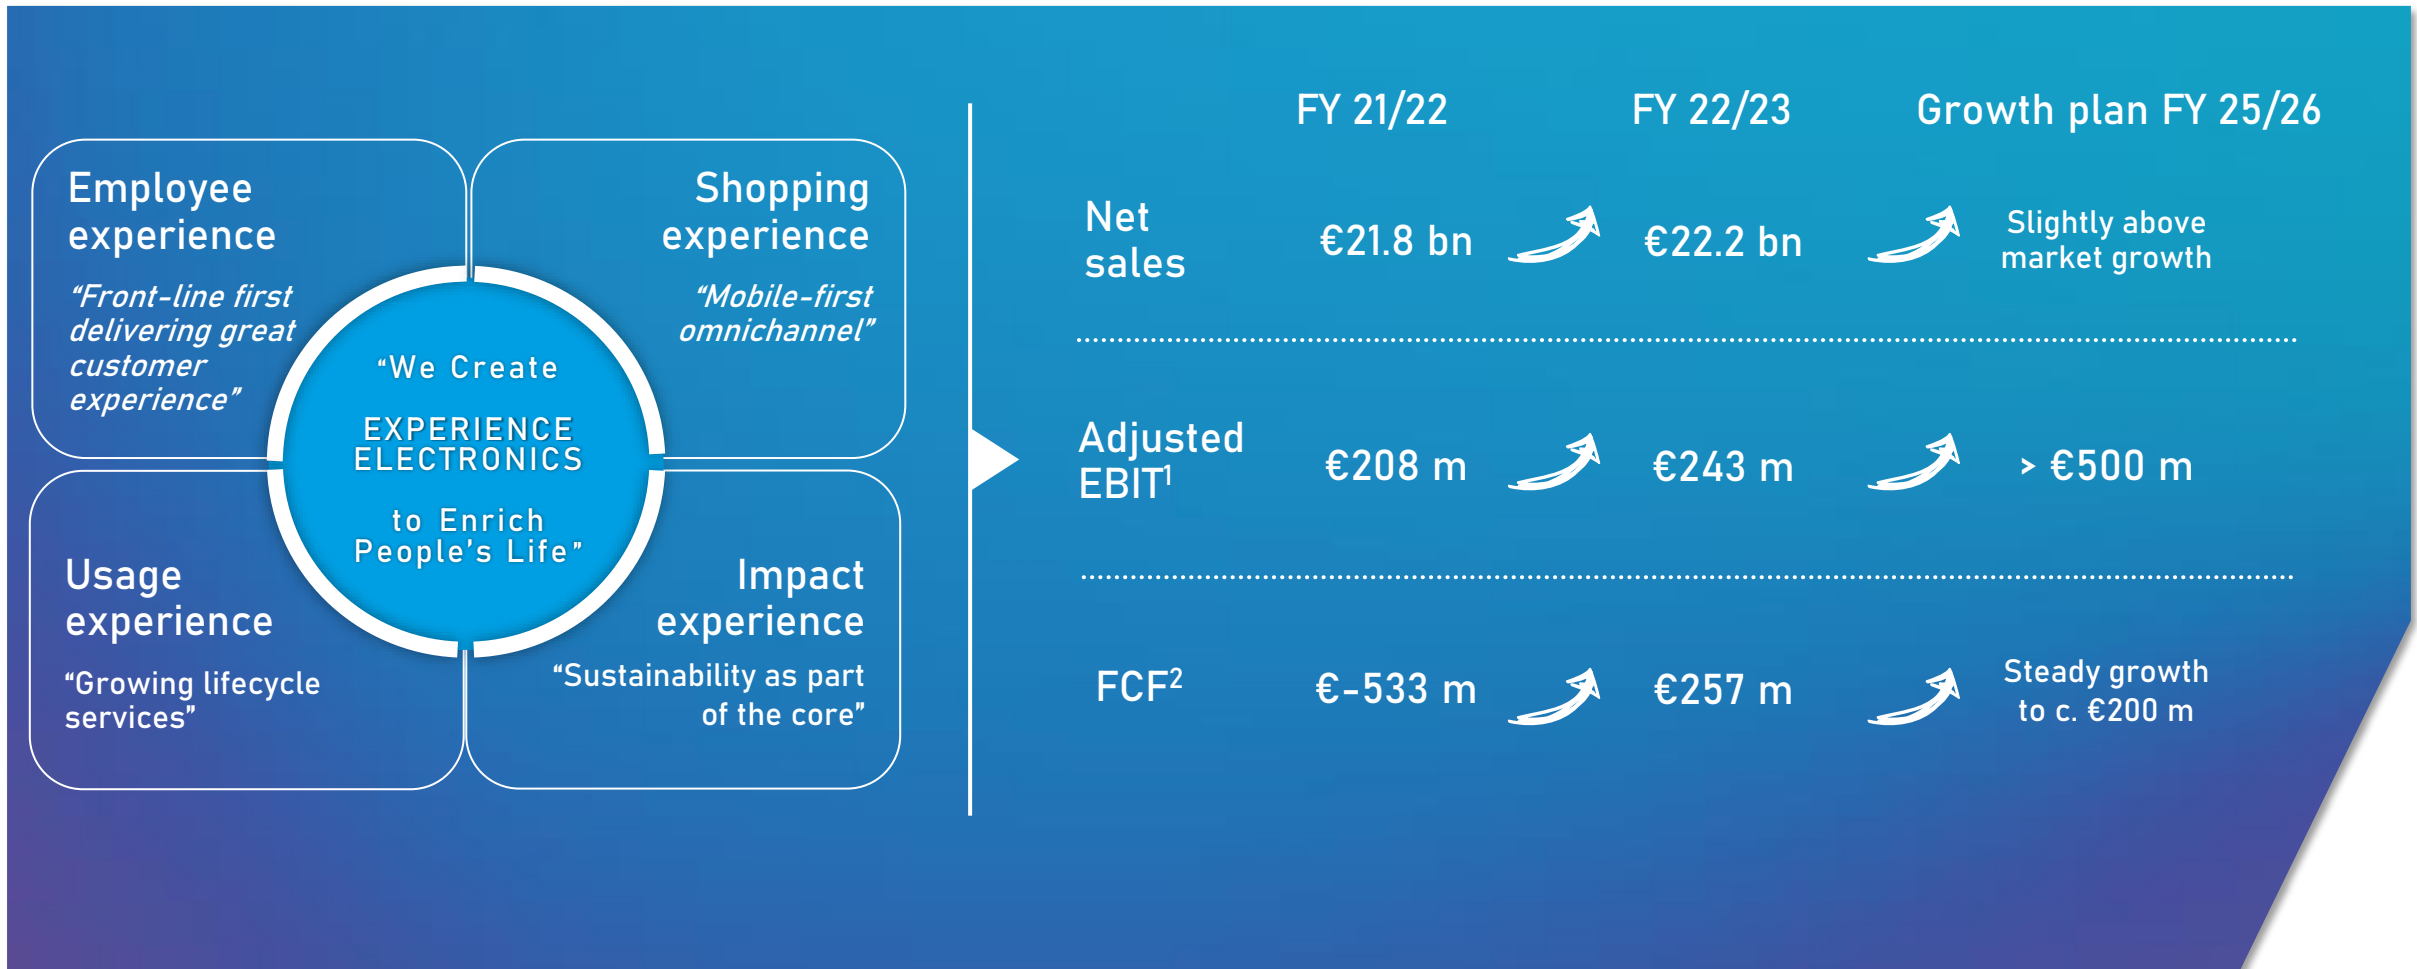 Employee
experience
“Front-line first
delivering great
customer
experience”
Shopping
experience
“Mobile-first
omnichannel”
“We Create
EXPERIENCE
ELECTRONICS
to Enrich
People’s Life”
Usage
experience
“Growing lifecycle
services”
Impact
experience
“Sustainability as part
of the core”
FY 21/22 FY 22/23 Growth plan FY 25/26
Net
sales
€21.8 bn €22.2 bn
Slightly above
market growth
Adjusted
EBIT1
€208 m €243 m > €500 m
FCF2 €-533 m €257 m
Steady growth
to c. €200 m